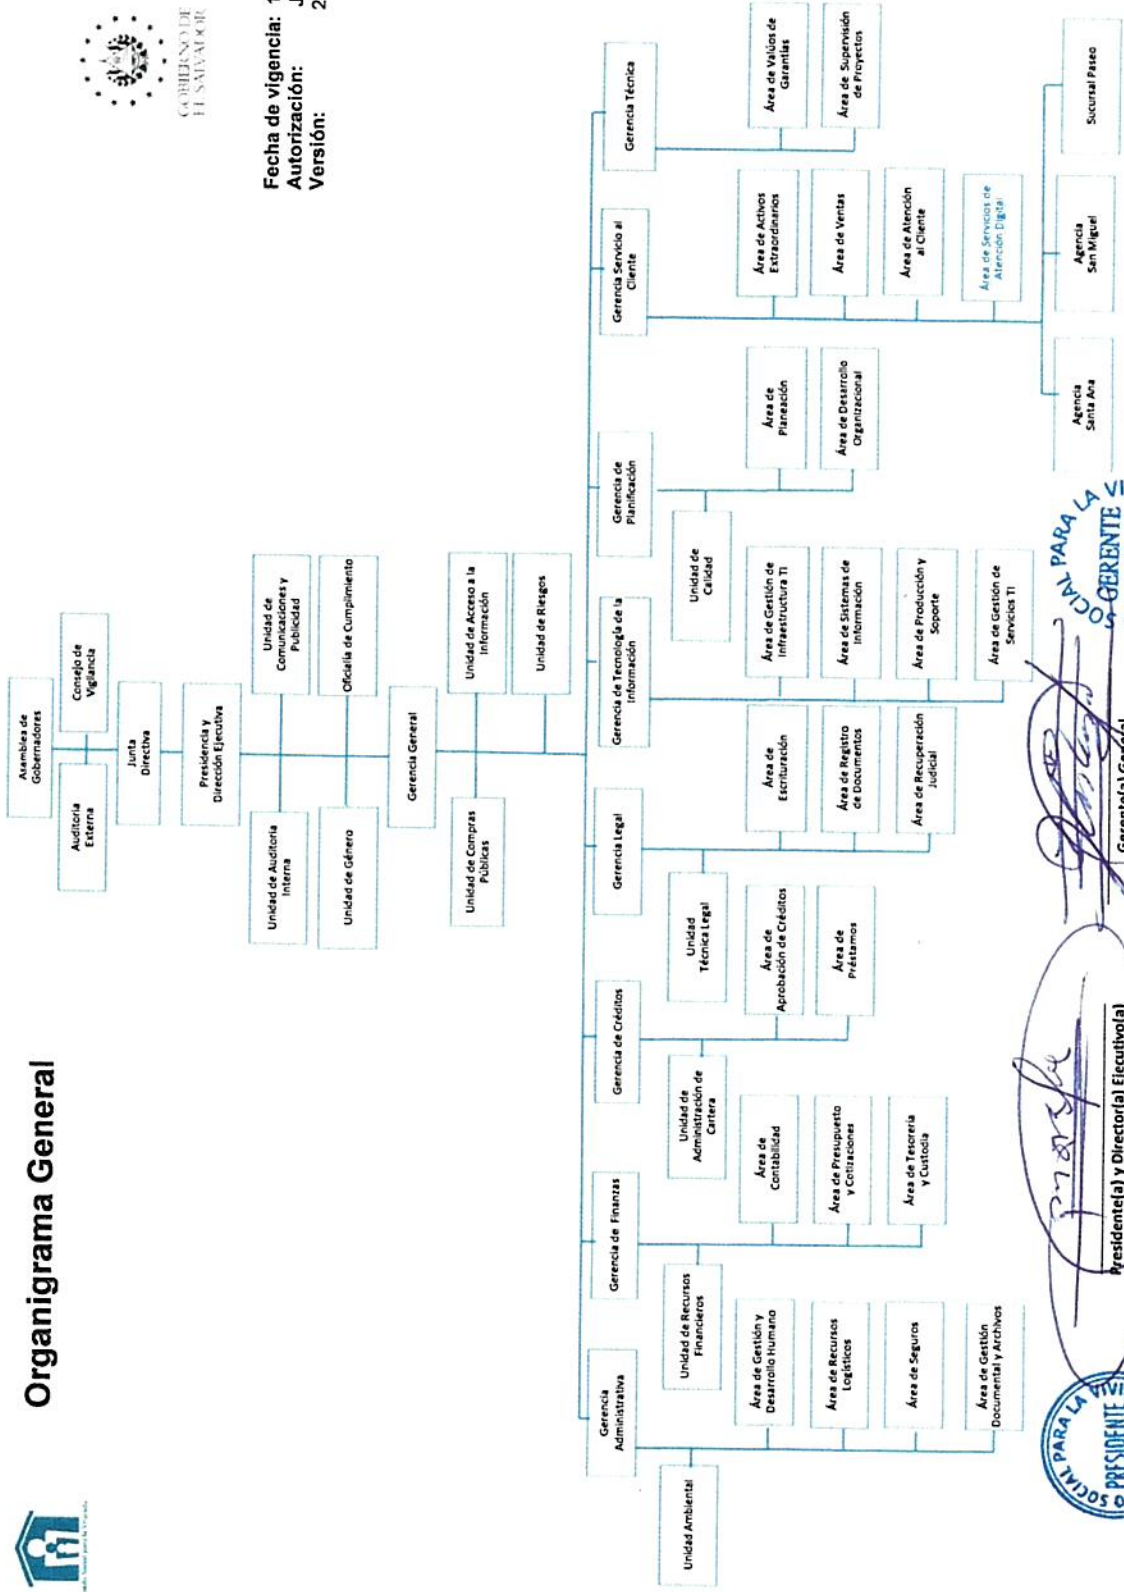 Organigrama General
GOBIERNO DE
EL SALVADOR
Fecha de vigencia: 1
Autorización: J
Versión: 2
Asamblea de
Gobernadores
Auditoria
Externa
Consejo de
Vigilancia
Junta
Directiva
Presidencia y
Dirección Ejecutiva
Unidad de Auditoria
Interna
Unidad de
Comunicaciones y
Publicidad
Unidad de Género
Oficialía de Cumplimiento
Gerencia General
Unidad de Compras
Públicas
Unidad de Acceso a la
Información
Unidad de Riesgos
Gerencia
Administrativa
Gerencia de Finanzas
Gerencia de Créditos
Gerencia Legal
Gerencia de Tecnología de la
Información
Gerencia de
Planificación
Gerencia Servicio al
Cliente
Gerencia Técnica
Unidad Ambiental
Área de Gestión y
Desarrollo Humano
Área de Recursos
Logísticos
Área de Seguros
Área de Gestión
Documental y Archivos
Unidad de Recursos
Financieros
Área de
Contabilidad
Área de Presupuesto
y Cotizaciones
Área de Tesorería
y Custodia
Unidad de
Administración de
Cartera
Área de
Aprobación de Créditos
Área de
Préstamos
Unidad
Técnica Legal
Área de
Escrituración
Área de Registro
de Documentos
Área de Recuperación
Judicial
Área de Gestión de
Infraestructura TI
Área de Sistemas de
Información
Área de Producción y
Soporte
Área de Gestión de
Servicios TI
Unidad de
Calidad
Área de
Planeación
Área de Desarrollo
Organizacional
Área de Activos
Extraordinarios
Área de Ventas
Área de Atención
al Cliente
Área de Servicios de
Atención Digital
Agencia
Santa Ana
Agencia
San Miguel
Sucursal Paseo
Área de Valúos de
Garantías
Área de Supervisión
de Proyectos
SOCIAL PARA LA
PRESIDENTE
Presidente(a) y Director(a) Ejecutivo(a)
SOCIAL PARA LA
GERENTE
Gerente(a) General